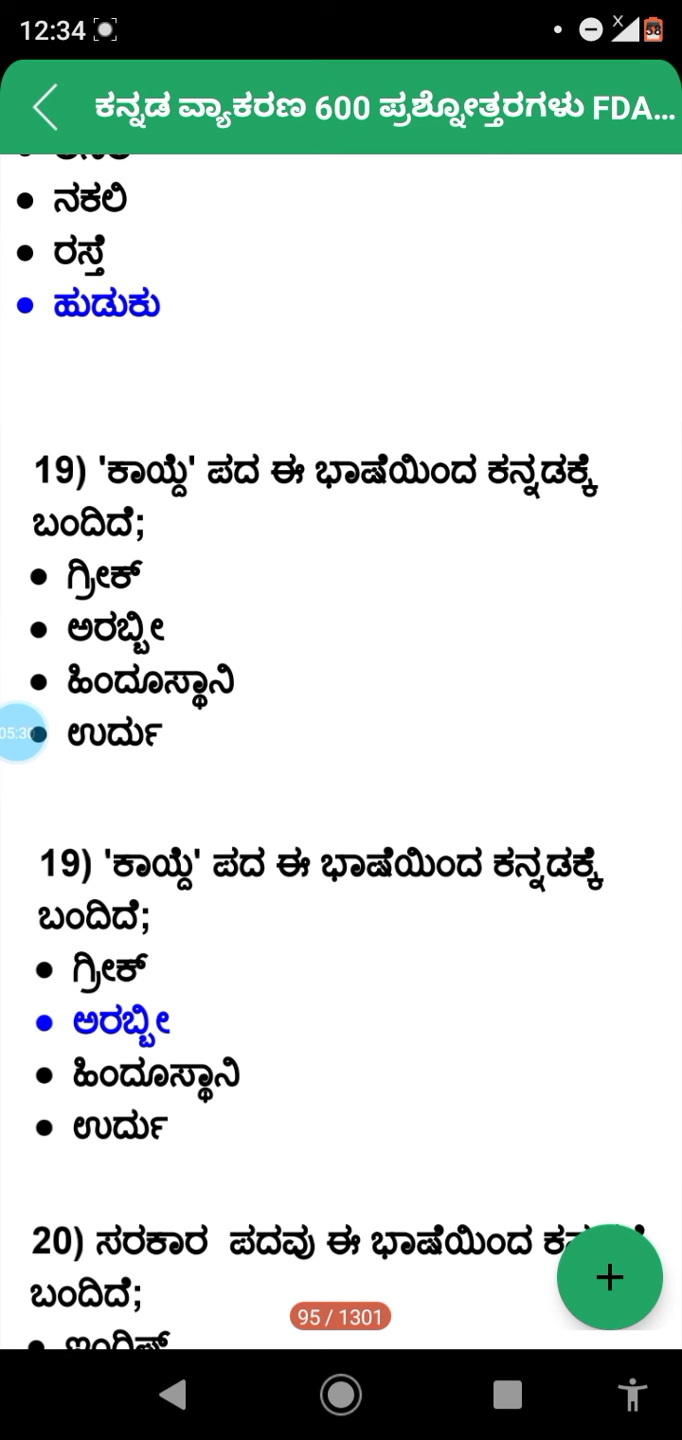 12:34
58
ಕನ್ನಡ ವ್ಯಾಕರಣ 600 ಪ್ರಶ್ನೋತ್ತರಗಳು FDA...
• ನಕಲಿ
• ರಸ್ತೆ
• ಹುಡುಕು
19) 'ಕಾಯ್ದೆ' ಪದ ಈ ಭಾಷೆಯಿಂದ ಕನ್ನಡಕ್ಕೆ
ಬಂದಿದೆ;
• ಗ್ರೀಕ್
• ಅರಬ್ಬೀ
• ಹಿಂದೂಸ್ಥಾನಿ
• ಉರ್ದು
19) 'ಕಾಯ್ದೆ' ಪದ ಈ ಭಾಷೆಯಿಂದ ಕನ್ನಡಕ್ಕೆ
ಬಂದಿದೆ;
• ಗ್ರೀಕ್
• ಅರಬ್ಬೀ
• ಹಿಂದೂಸ್ಥಾನಿ
• ಉರ್ದು
20) ಸರಕಾರ ಪದವು ಈ ಭಾಷೆಯಿಂದ
ಬಂದಿದೆ;
95 / 1301